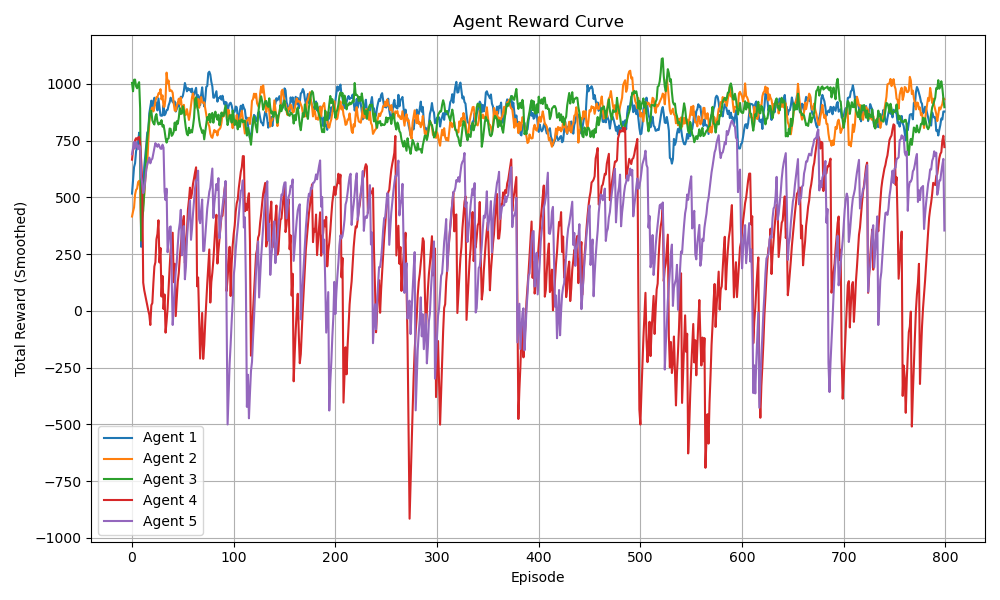 Agent Reward Curve
Total Reward (Smoothed)
1000
750
500
250
0
−250
−500
−750
−1000
Agent 1
Agent 2
Agent 3
Agent 4
Agent 5
0 100 200 300 400 500 600 700 800
Episode